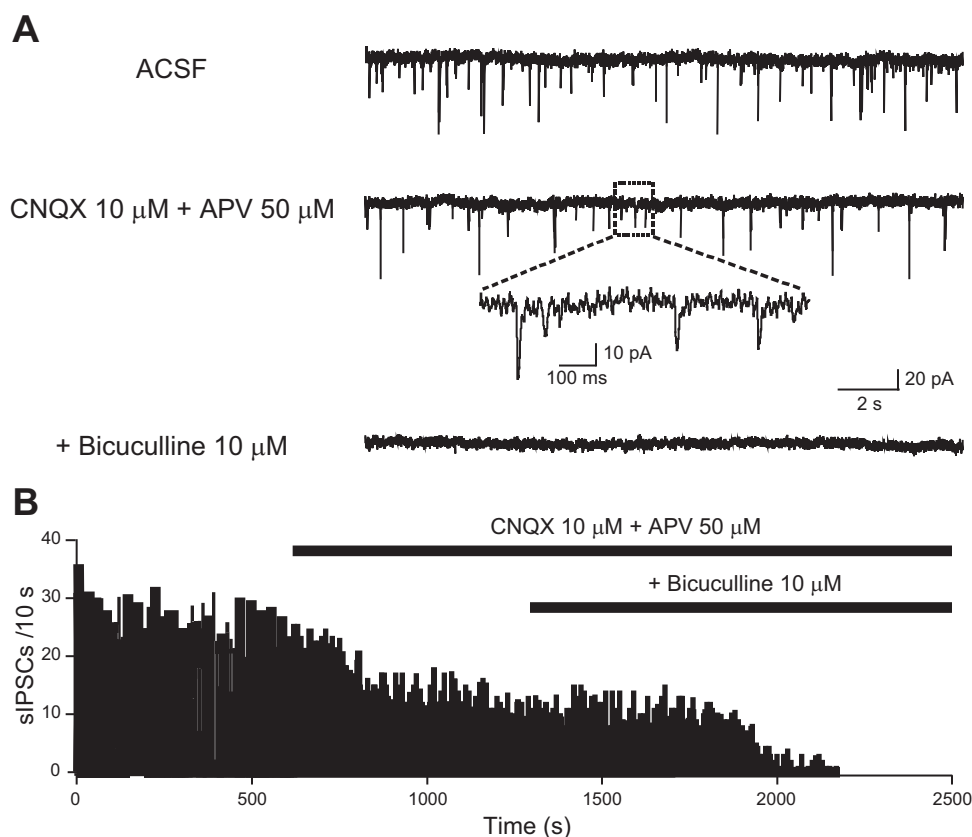 A
ACSF
CNQX 10 μM + APV 50 μM
10 pA
100 ms
20 pA
2 s
+ Bicuculline 10 μM
B
CNQX 10 μM + APV 50 μM
+ Bicuculline 10 μM
sIPSCs /10 s
40
30
20
10
0
0 500 1000 1500 2000 2500
Time (s)